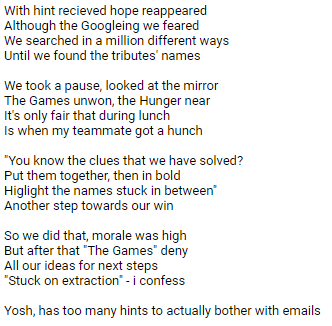 With hint recieved hope reappeared
Although the Googleing we feared
We searched in a million different ways
Until we found the tributes' names
We took a pause, looked at the mirror
The Games unwon, the Hunger near
It's only fair that during lunch
Is when my teammate got a hunch
"You know the clues that we have solved?
Put them together, then in bold
Higlight the names stuck in between"
Another step towards our win
So we did that, morale was high
But after that "The Games" deny
All our ideas for next steps
"Stuck on extraction" - i confess
Yosh, has too many hints to actually bother with emails